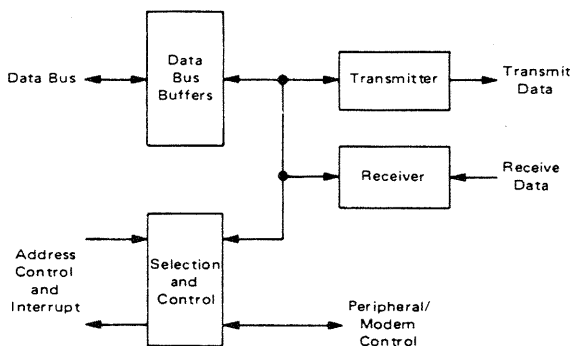 Data Bus
Data
Bus
Buffers
Transmitter
Transmit
Data
Receiver
Receive
Data
Address
Control
and
Interrupt
Selection
and
Control
Peripheral/
Modem
Control